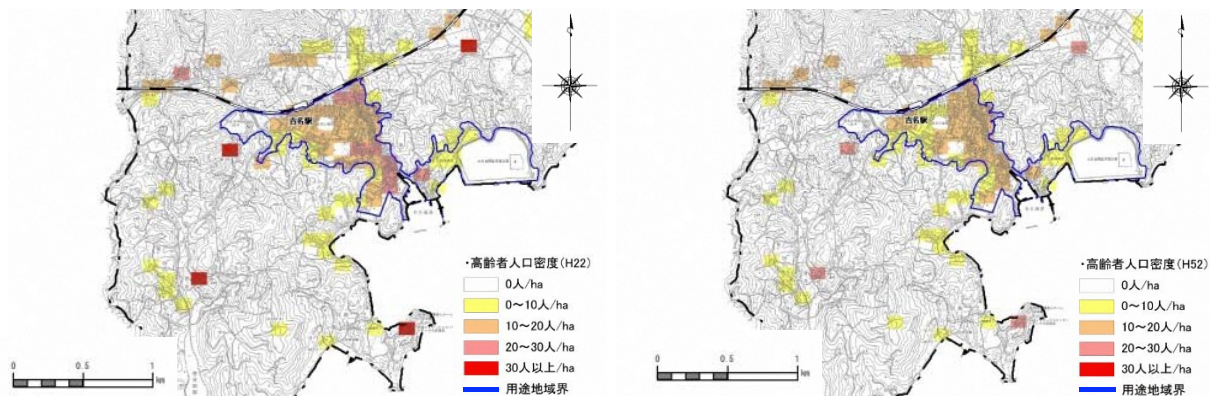 吉名駅
・高齢者人口密度(H22)
0人/ha
0～10人/ha
10～20人/ha
20～30人/ha
30人以上/ha
用途地域界
0 0.5 1
km
吉名駅
・高齢者人口密度(H52)
0人/ha
0～10人/ha
10～20人/ha
20～30人/ha
30人以上/ha
用途地域界
0 0.5 1
km